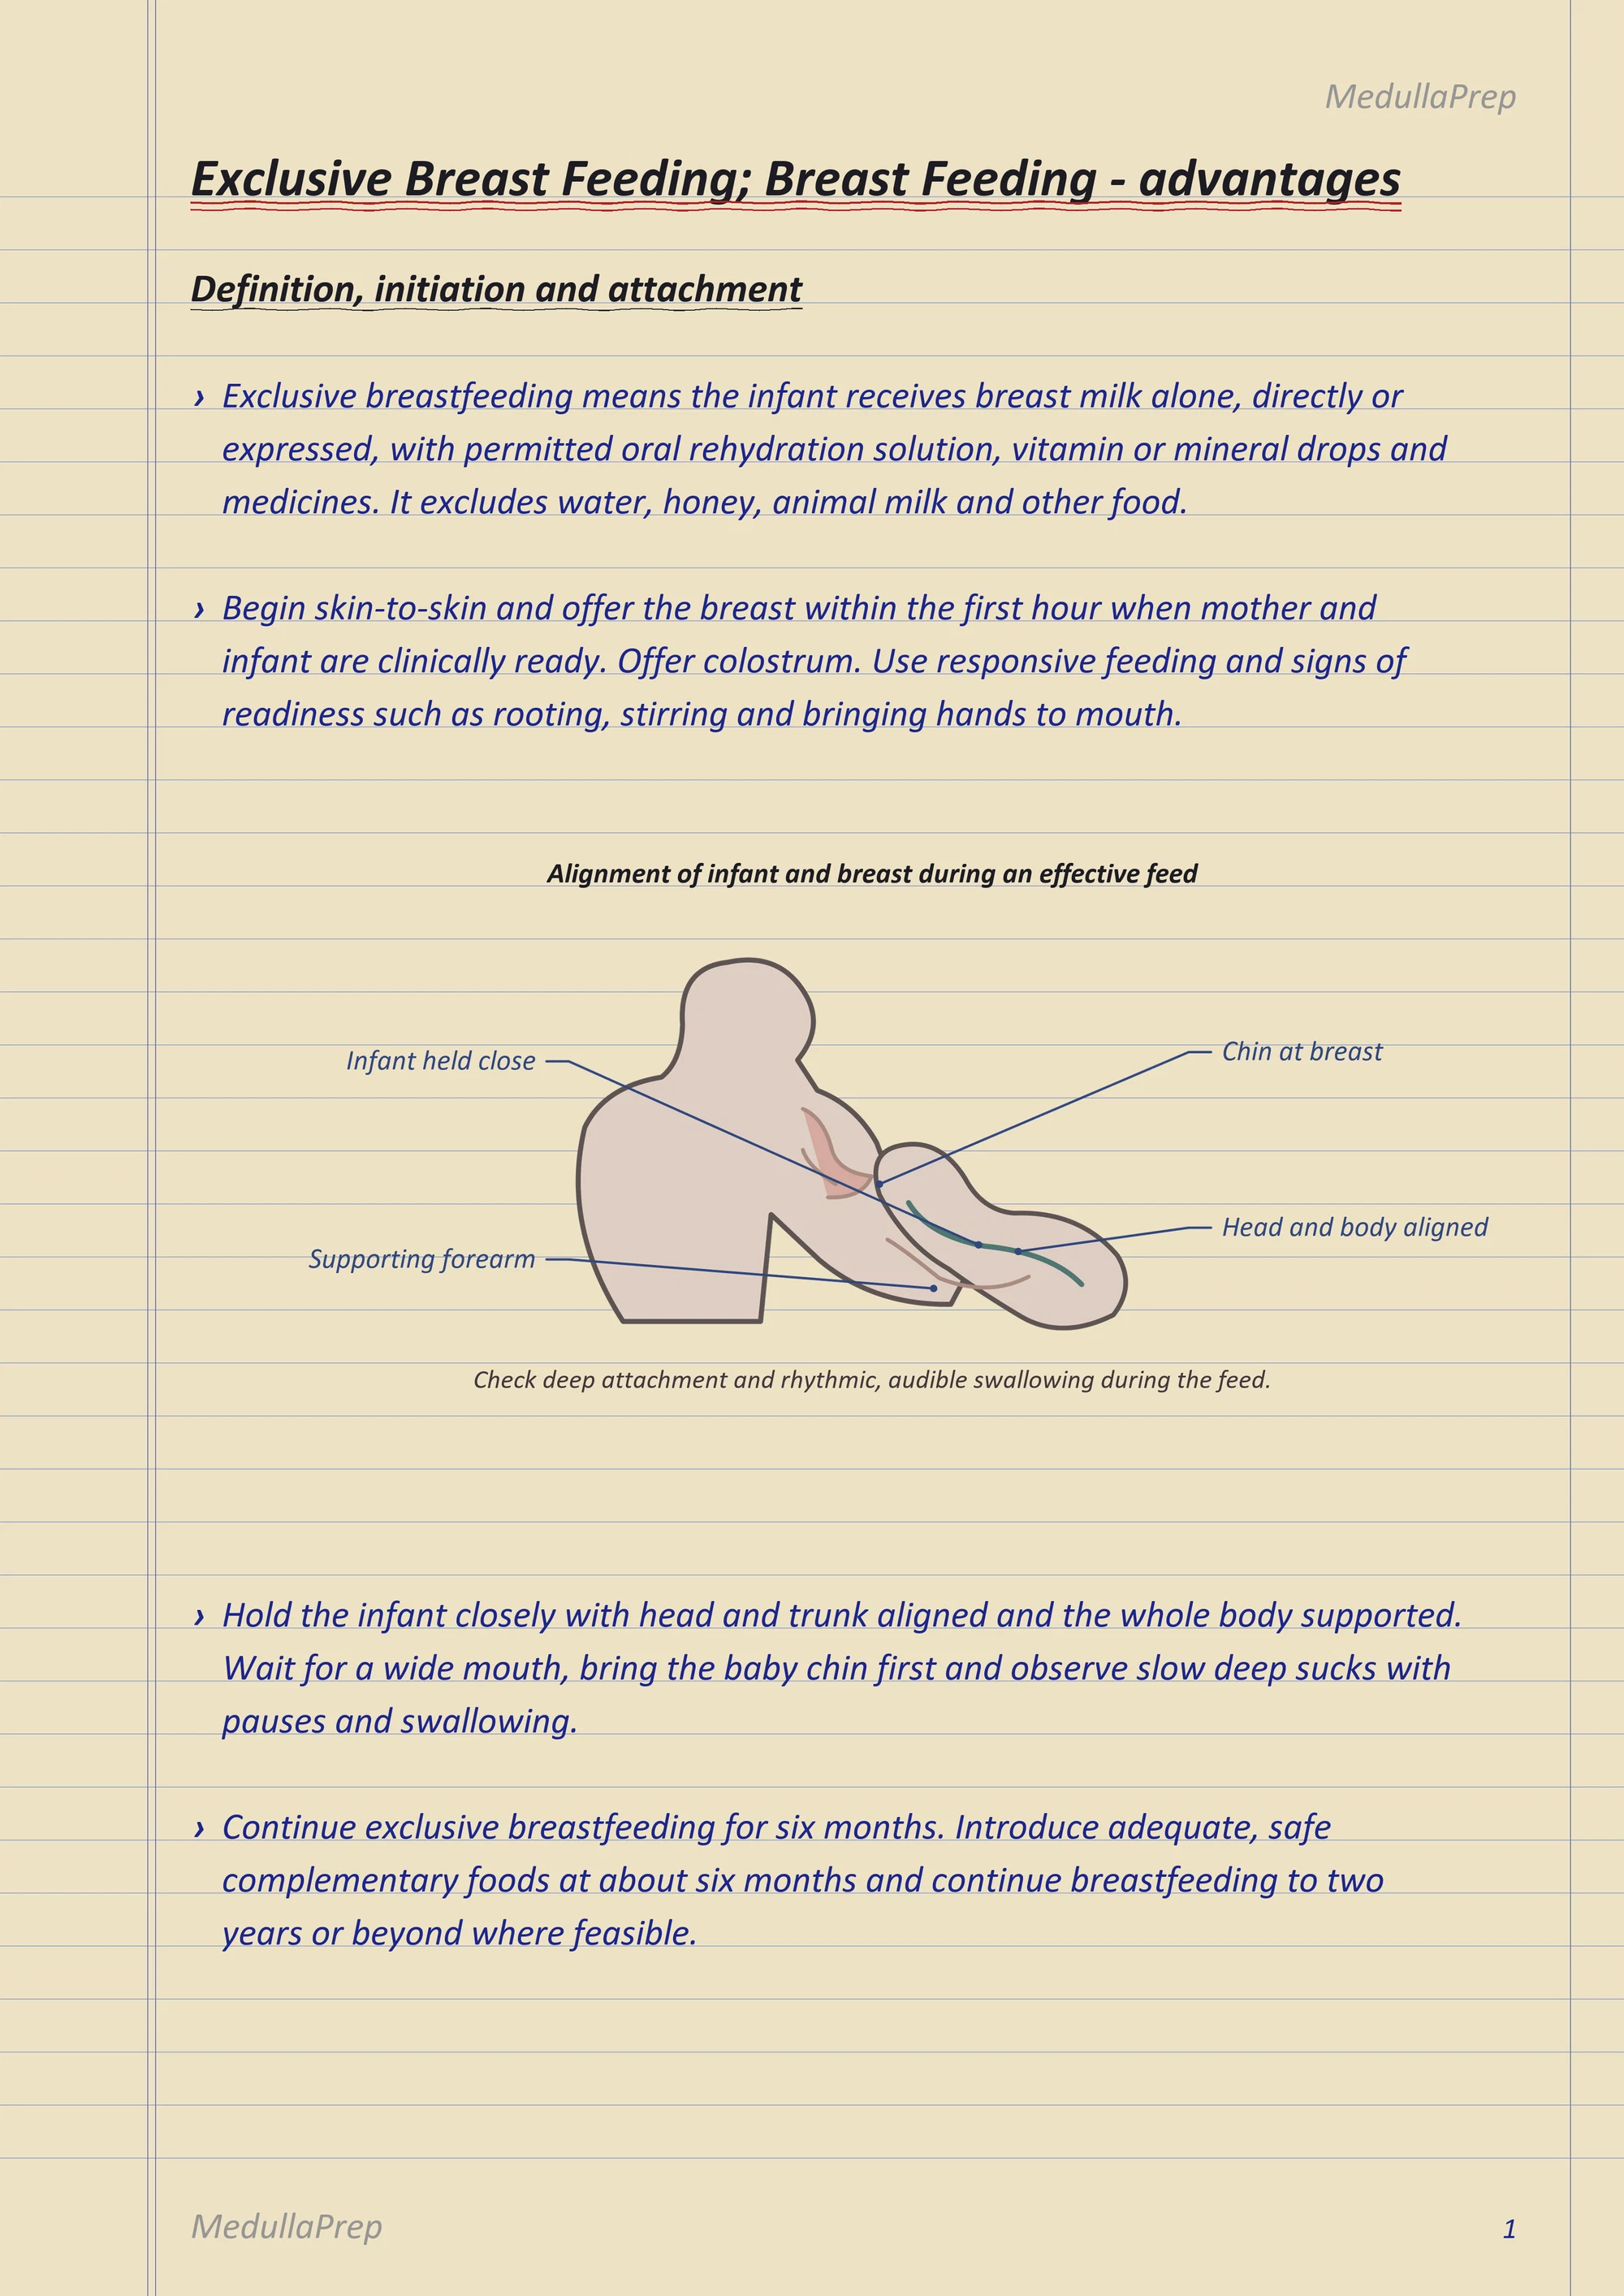 MedullaPrep
Exclusive Breast Feeding; Breast Feeding - advantages
Definition, initiation and attachment
› Exclusive breastfeeding means the infant receives breast milk alone, directly or
expressed, with permitted oral rehydration solution, vitamin or mineral drops and
medicines. It excludes water, honey, animal milk and other food.
› Begin skin-to-skin and offer the breast within the first hour when mother and
infant are clinically ready. Offer colostrum. Use responsive feeding and signs of
readiness such as rooting, stirring and bringing hands to mouth.
Alignment of infant and breast during an effective feed
Infant held close
Chin at breast
Head and body aligned
Supporting forearm
Check deep attachment and rhythmic, audible swallowing during the feed.
› Hold the infant closely with head and trunk aligned and the whole body supported.
Wait for a wide mouth, bring the baby chin first and observe slow deep sucks with
pauses and swallowing.
› Continue exclusive breastfeeding for six months. Introduce adequate, safe
complementary foods at about six months and continue breastfeeding to two
years or beyond where feasible.
MedullaPrep
1